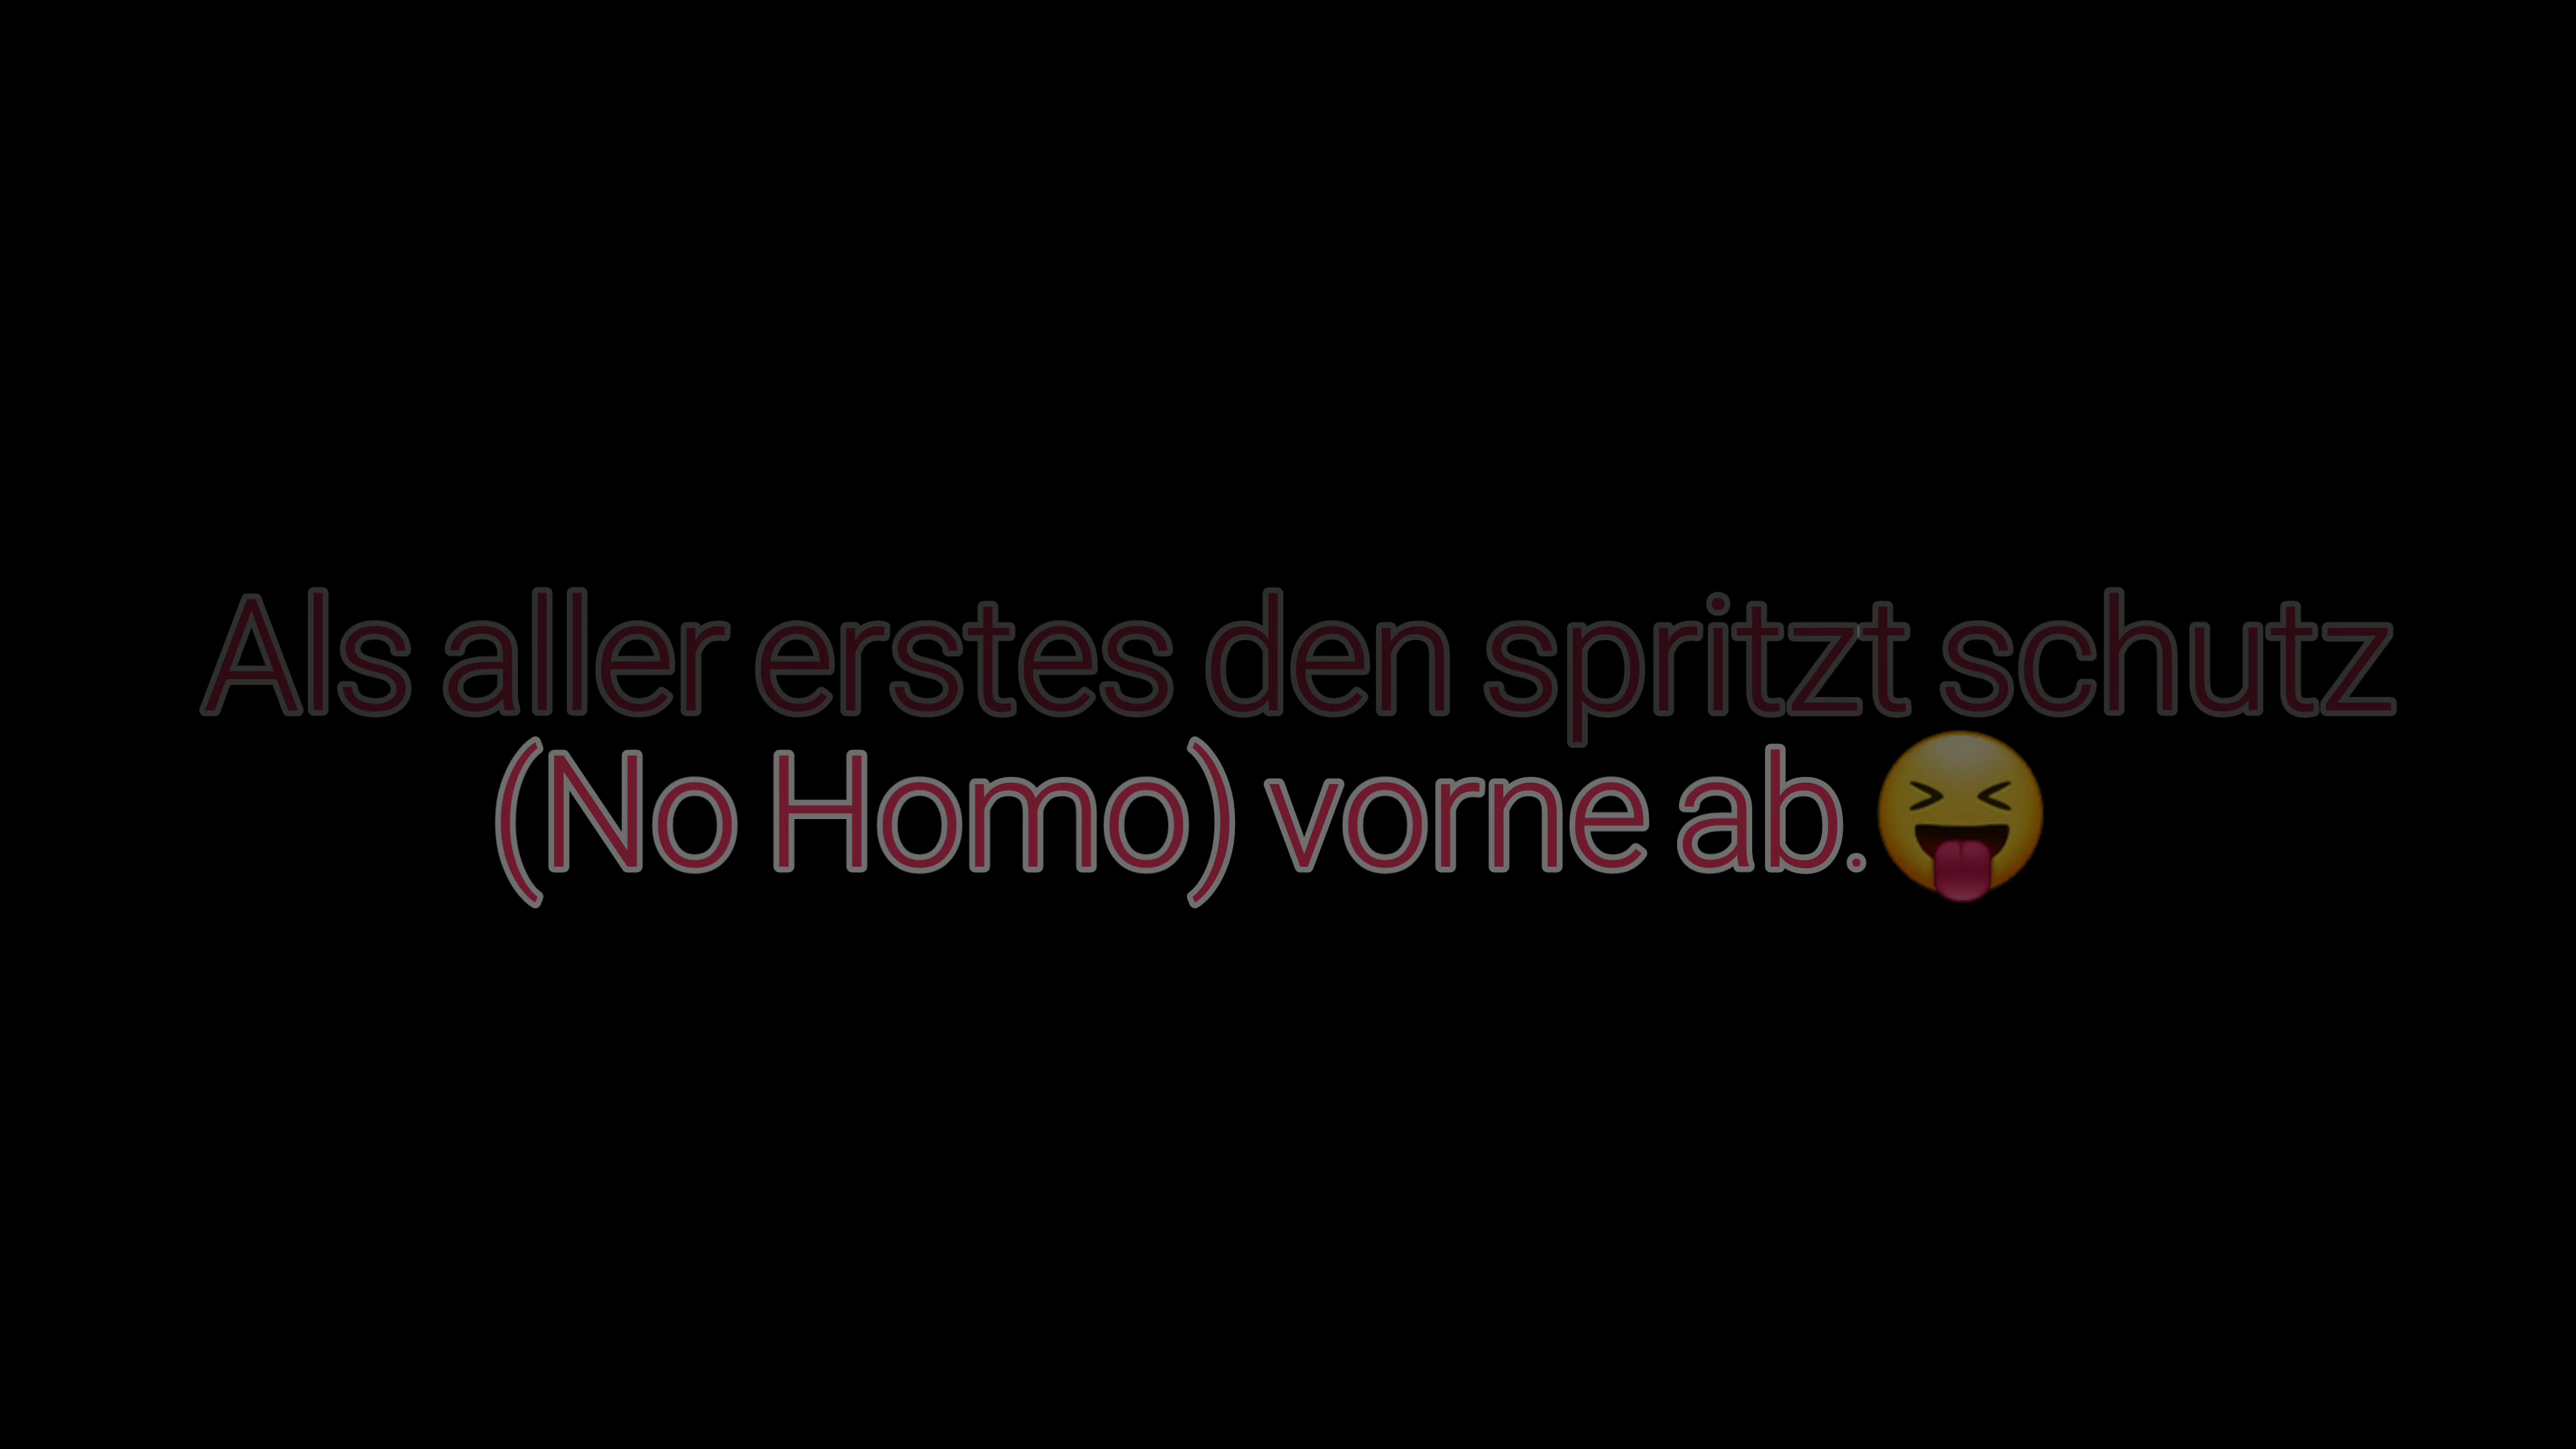 Als aller erstes den spritzt schutz
(No Homo) vorne ab.😝